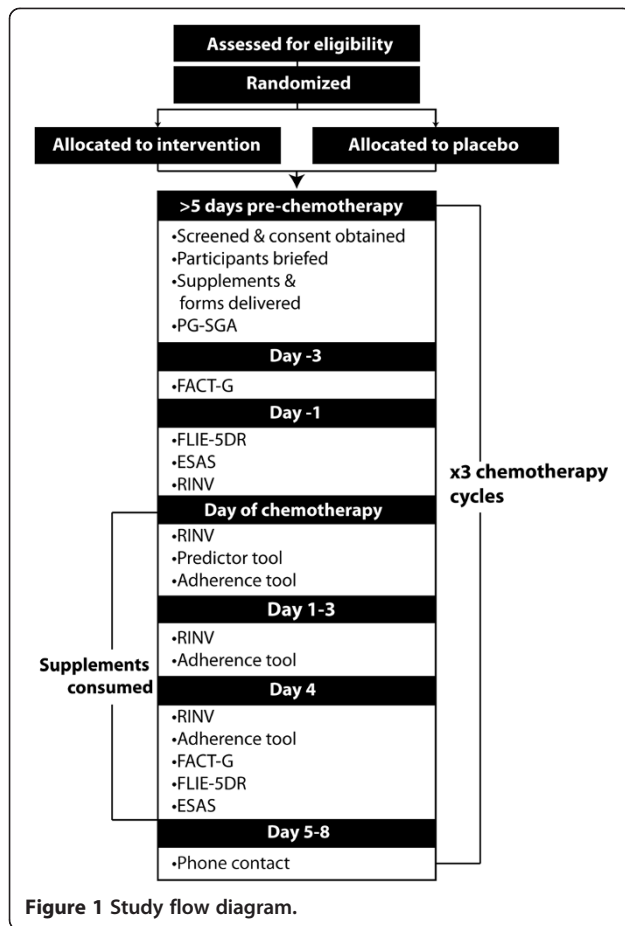 Assessed for eligibility
Randomized
Allocated to intervention
Allocated to placebo
>5 days pre-chemotherapy
•Screened & consent obtained
•Participants briefed
•Supplements &
forms delivered
•PG-SGA
Day -3
•FACT-G
Day -1
•FLIE-5DR
•ESAS
•RINV
x3 chemotherapy
cycles
Day of chemotherapy
•RINV
•Predictor tool
•Adherence tool
Day 1-3
•RINV
•Adherence tool
Supplements
consumed
Day 4
•RINV
•Adherence tool
•FACT-G
•FLIE-5DR
•ESAS
Day 5-8
•Phone contact
Figure 1 Study flow diagram.